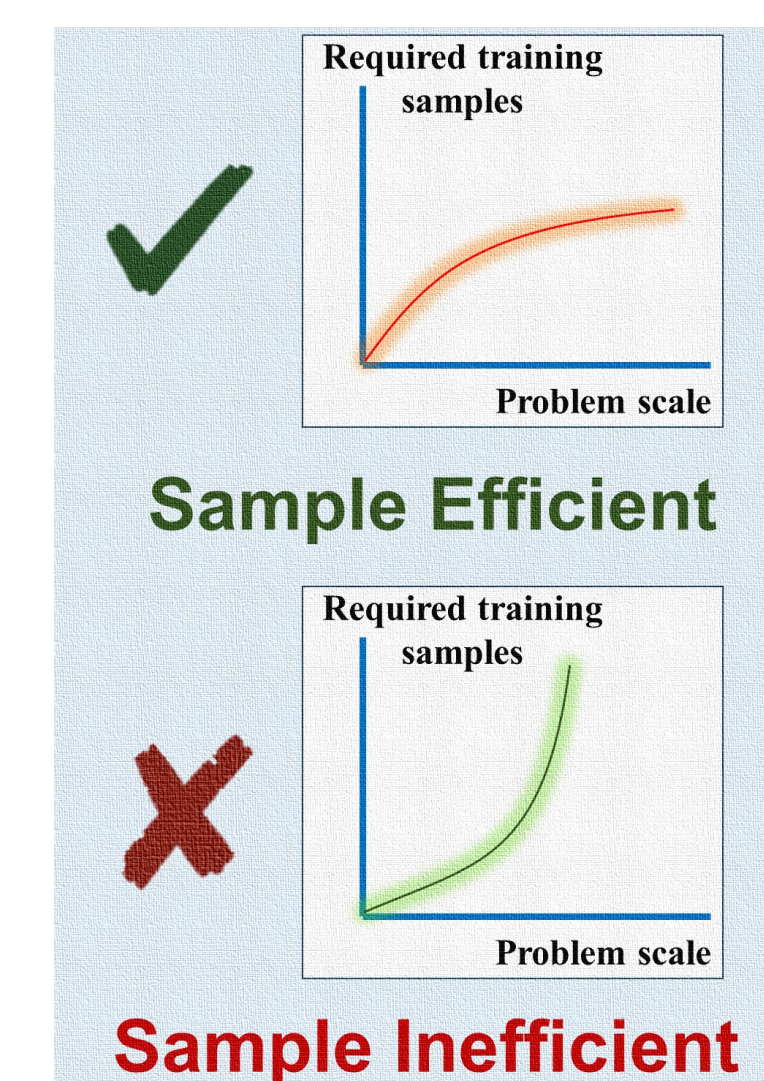 Required training
samples
Problem scale
Sample Efficient
Required training
samples
Problem scale
Sample Inefficient